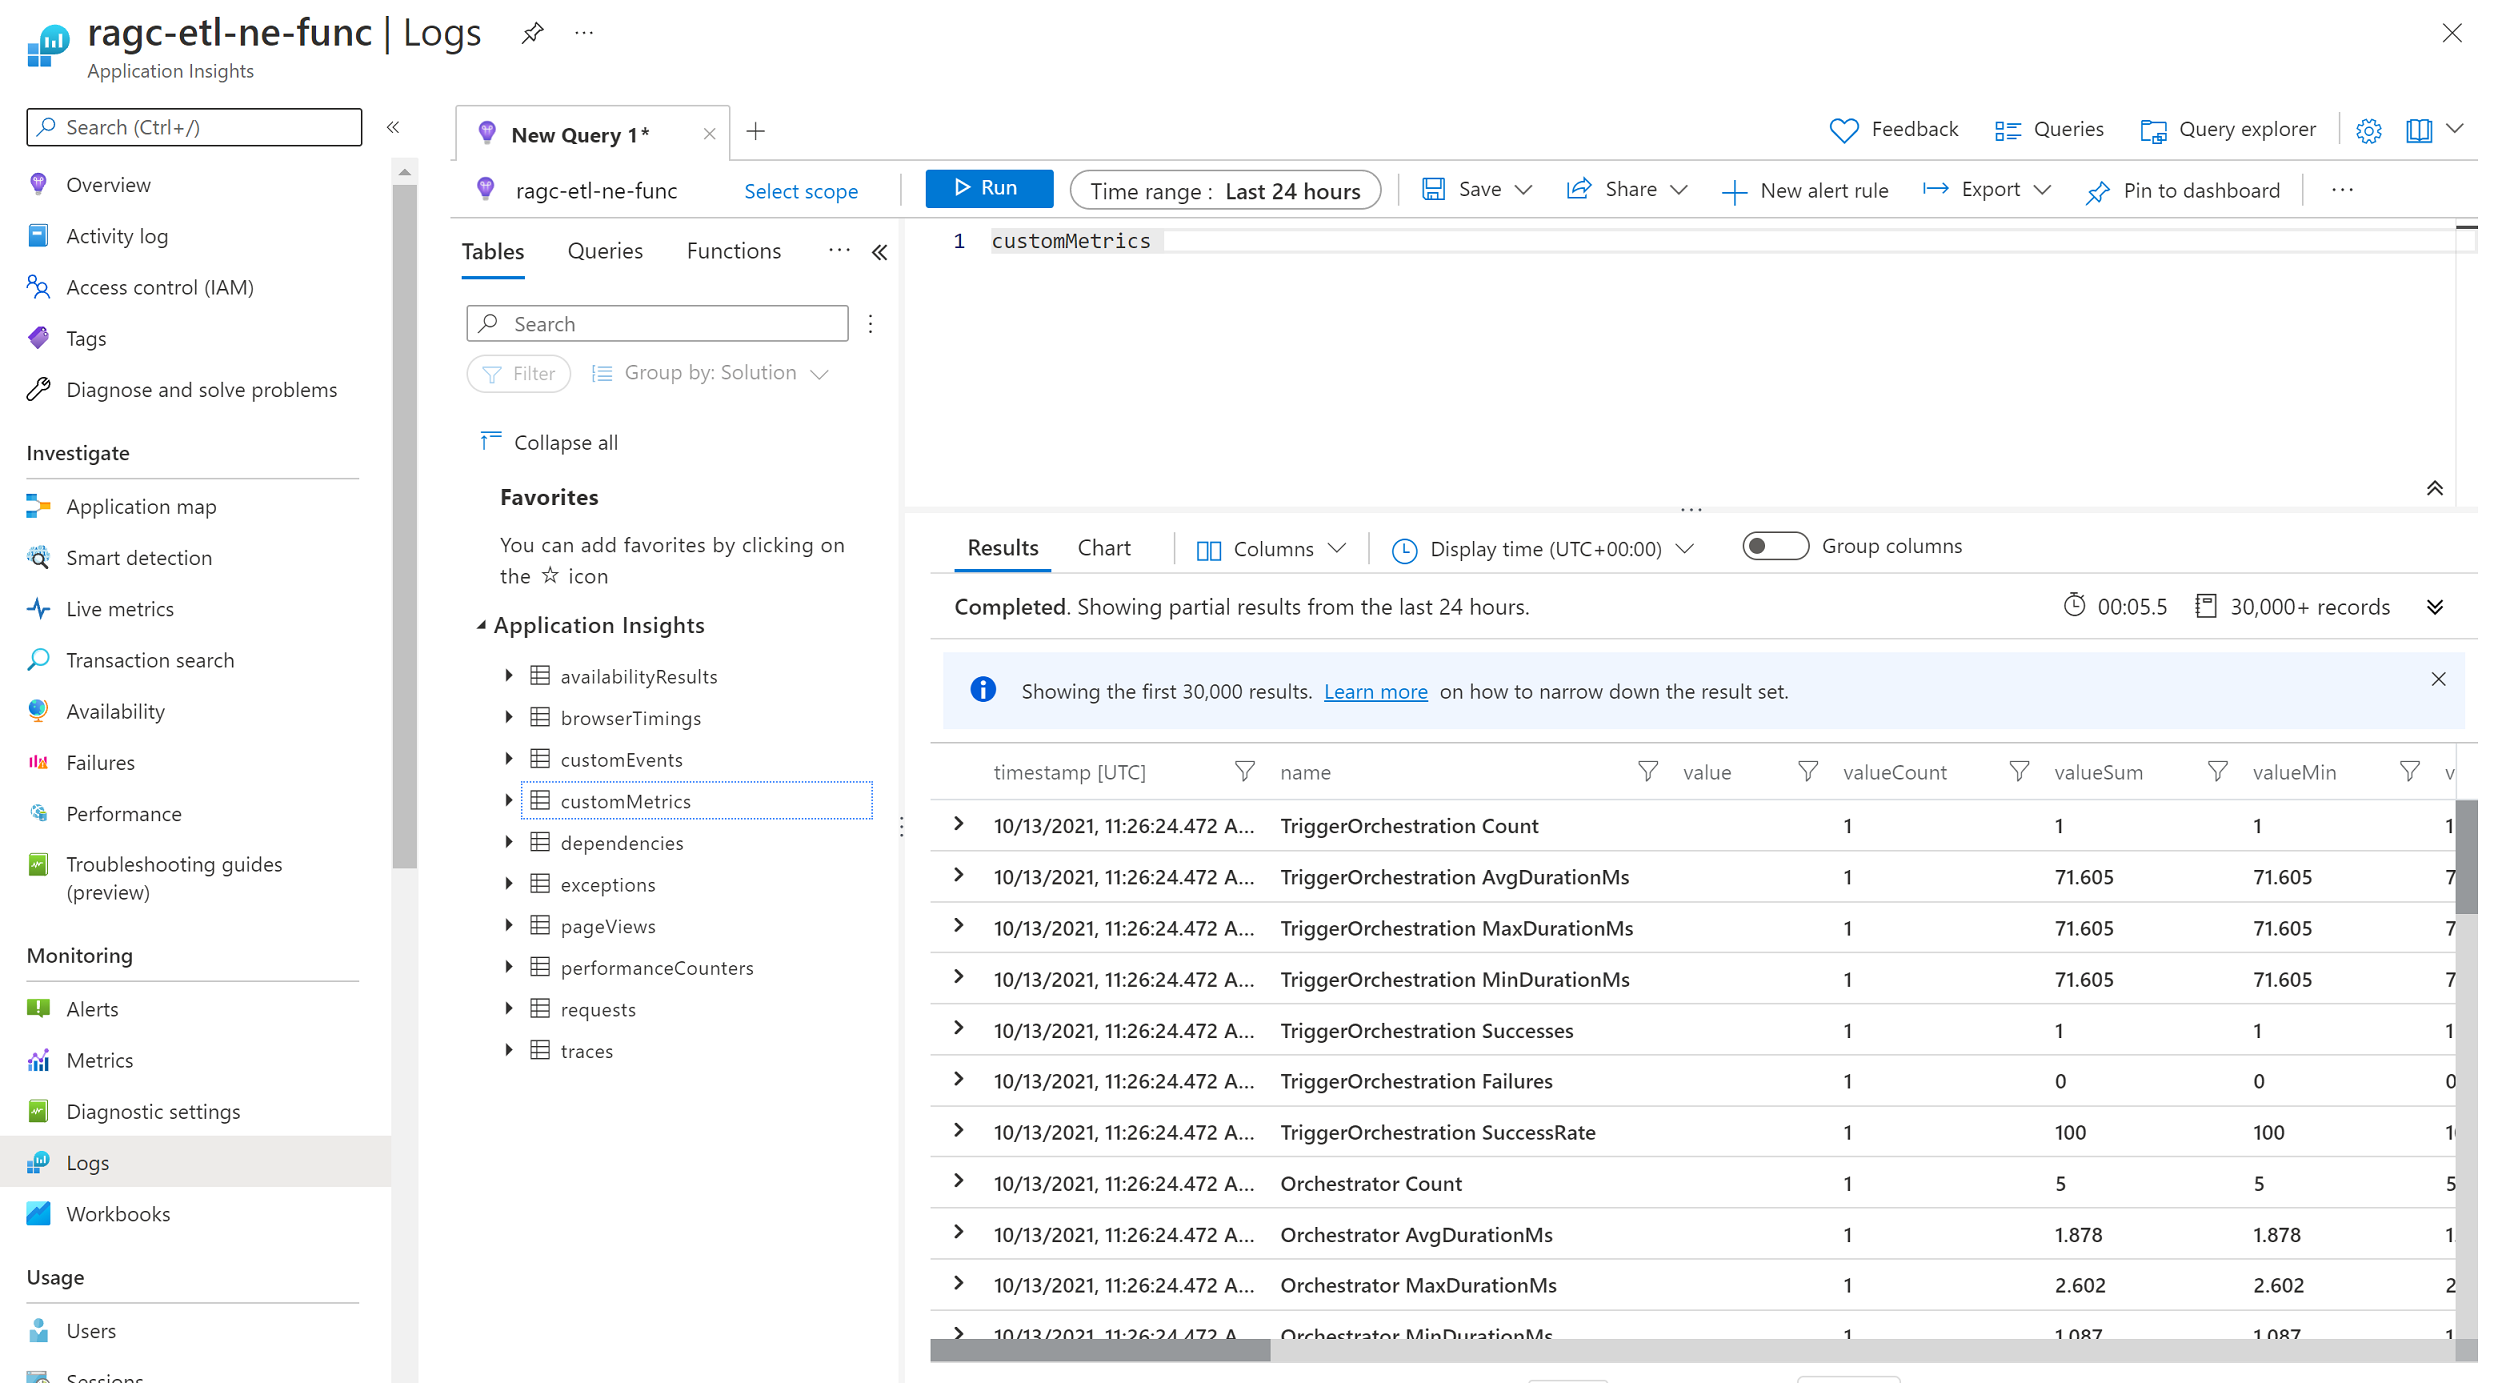 ragc-etl-ne-func | Logs
Application Insights
Search (Ctrl+/)
Overview
Activity log
Access control (IAM)
Tags
Diagnose and solve problems
Investigate
Application map
Smart detection
Live metrics
Transaction search
Availability
Failures
Performance
Troubleshooting guides
(preview)
Monitoring
Alerts
Metrics
Diagnostic settings
Logs
Workbooks
Usage
Users
Sessions
New Query 1*
Feedback Queries Query explorer
ragc-etl-ne-func Select scope Run Time range : Last 24 hours Save Share New alert rule Export Pin to dashboard
Tables Queries Functions
Search
Filter Group by: Solution
Collapse all
Favorites
You can add favorites by clicking on
the ☆ icon
Application Insights
availabilityResults
browserTimings
customEvents
customMetrics
dependencies
exceptions
pageViews
performanceCounters
requests
traces
1 customMetrics
Results Chart Columns Display time (UTC+00:00) Group columns
Completed. Showing partial results from the last 24 hours. 00:05.5 30,000+ records
Showing the first 30,000 results. Learn more on how to narrow down the result set.
timestamp [UTC] name value valueCount valueSum valueMin v
10/13/2021, 11:26:24.472 A... TriggerOrchestration Count 1 1 1 1
10/13/2021, 11:26:24.472 A... TriggerOrchestration AvgDurationMs 1 71.605 71.605 7
10/13/2021, 11:26:24.472 A... TriggerOrchestration MaxDurationMs 1 71.605 71.605 7
10/13/2021, 11:26:24.472 A... TriggerOrchestration MinDurationMs 1 71.605 71.605 7
10/13/2021, 11:26:24.472 A... TriggerOrchestration Successes 1 1 1 1
10/13/2021, 11:26:24.472 A... TriggerOrchestration Failures 1 0 0 0
10/13/2021, 11:26:24.472 A... TriggerOrchestration SuccessRate 1 100 100 1
10/13/2021, 11:26:24.472 A... Orchestrator Count 1 5 5 5
10/13/2021, 11:26:24.472 A... Orchestrator AvgDurationMs 1 1.878 1.878 1.
10/13/2021, 11:26:24.472 A... Orchestrator MaxDurationMs 1 2.602 2.602 2
10/13/2021, 11:26:24.472 A... Orchestrator MinDurationMs 1 1.087 1.087 1